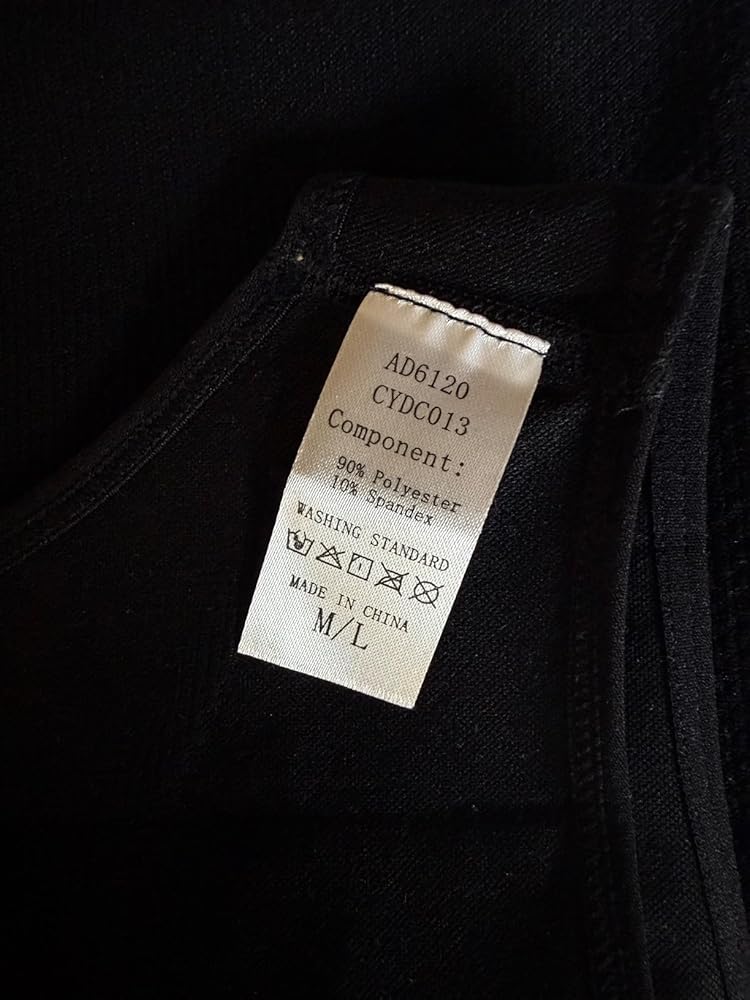 AD6120
CYDC013
Component:
90% Polyester
10% Spandex
WASHING STANDARD
MADE IN CHINA
M/L